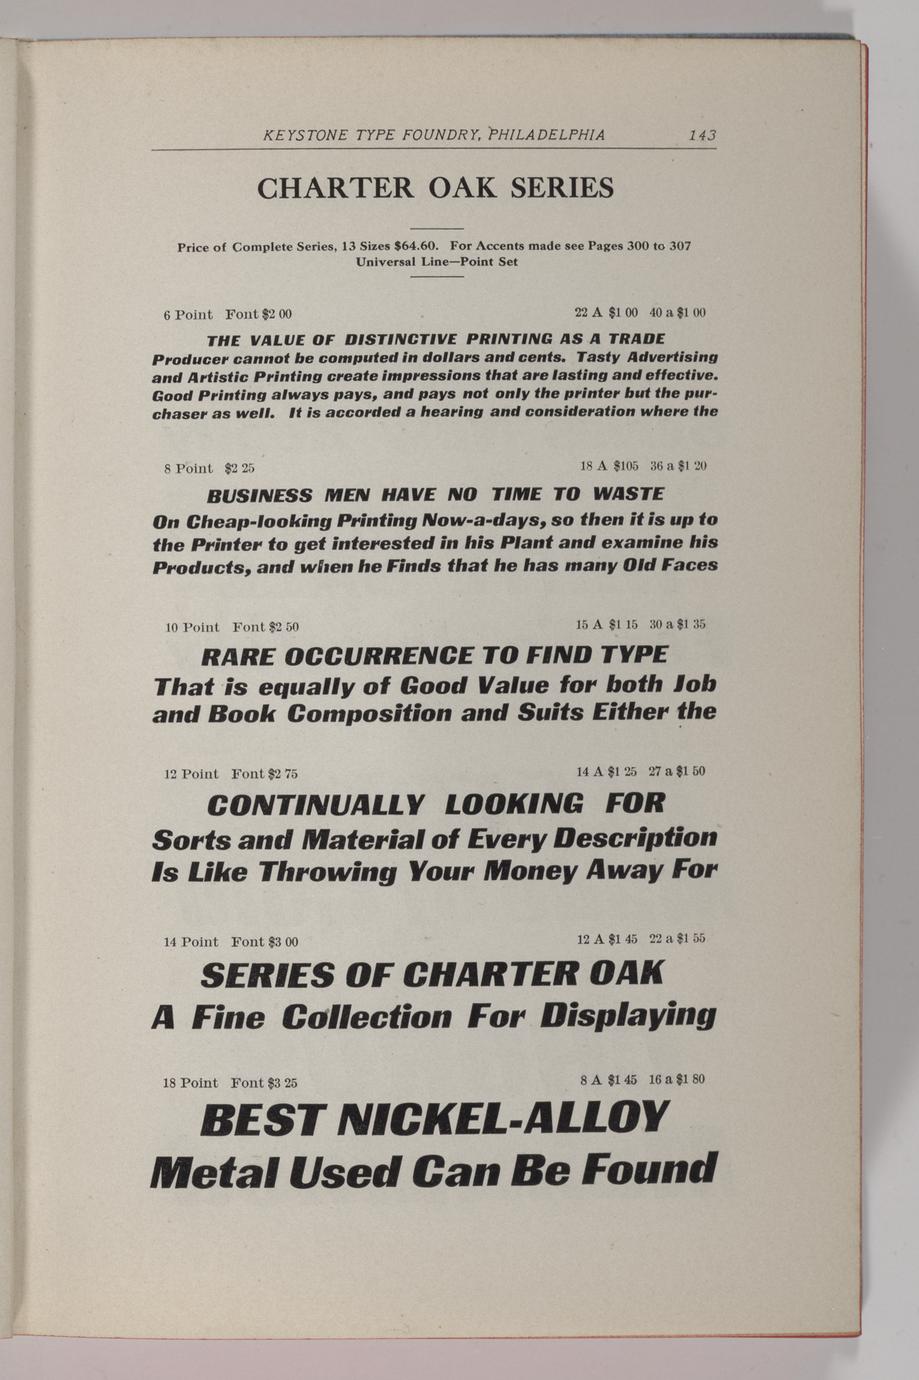 KEYSTONE TYPE FOUNDRY, PHILADELPHIA 143
CHARTER OAK SERIES
Price of Complete Series, 13 Sizes $64.60. For Accents made see Pages 300 to 307
Universal Line—Point Set
6 Point Font $2 00 22 A $1 00 40 a $1 00
THE VALUE OF DISTINCTIVE PRINTING AS A TRADE
Producer cannot be computed in dollars and cents. Tasty Advertising
and Artistic Printing create impressions that are lasting and effective.
Good Printing always pays, and pays not only the printer but the pur-
chaser as well. It is accorded a hearing and consideration where the
8 Point $2 25 18 A $105 36 a $1 20
BUSINESS MEN HAVE NO TIME TO WASTE
On Cheap-looking Printing Now-a-days, so then it is up to
the Printer to get interested in his Plant and examine his
Products, and when he Finds that he has many Old Faces
10 Point Font $2 50 15 A $1 15 30 a $1 35
RARE OCCURRENCE TO FIND TYPE
That is equally of Good Value for both Job
and Book Composition and Suits Either the
12 Point Font $2 75 14 A $1 25 27 a $1 50
CONTINUALLY LOOKING FOR
Sorts and Material of Every Description
Is Like Throwing Your Money Away For
14 Point Font $3 00 12 A $1 45 22 a $1 55
SERIES OF CHARTER OAK
A Fine Collection For Displaying
18 Point Font $3 25 8 A $1 45 16 a $1 80
BEST NICKEL-ALLOY
Metal Used Can Be Found